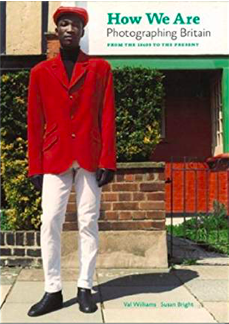 How We Are
Photographing Britain
FROM THE 1840S TO THE PRESENT
Val Williams Susan Bright